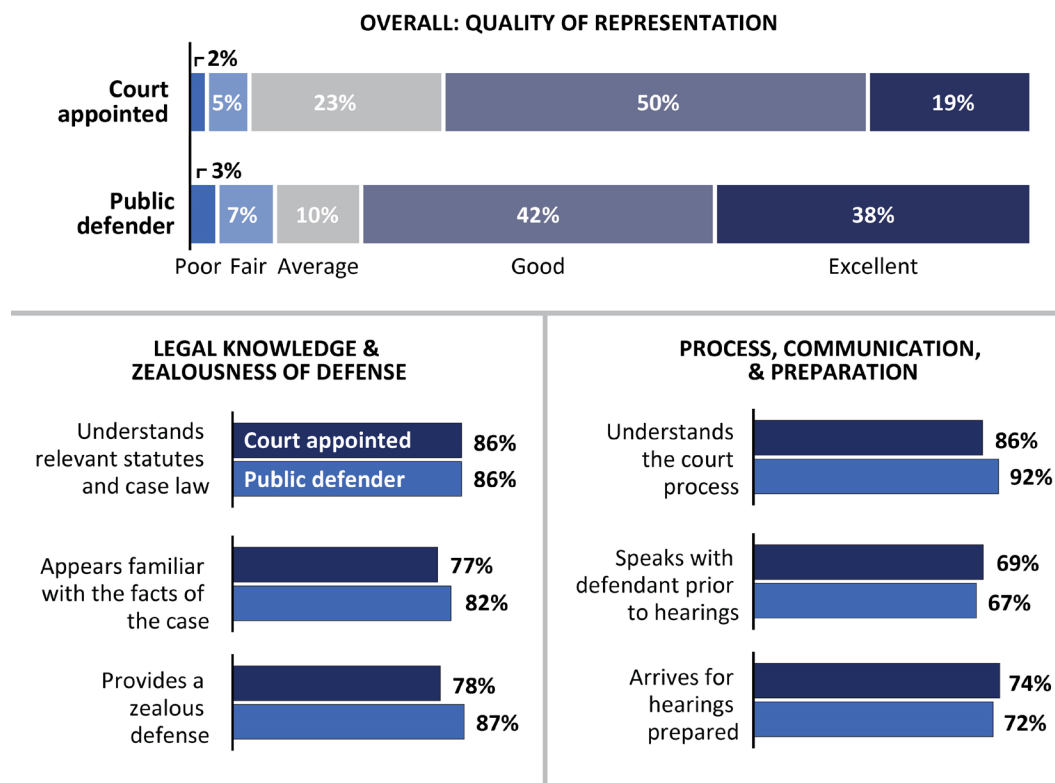 OVERALL: QUALITY OF REPRESENTATION
2%
Court
appointed
5%
23%
50%
19%
3%
Public
defender
7%
10%
42%
38%
Poor Fair Average Good Excellent
LEGAL KNOWLEDGE &
ZEALOUSNESS OF DEFENSE
Understands
relevant statutes
and case law
Court appointed 86%
Public defender 86%
Appears familiar
with the facts of
the case
77%
82%
Provides a
zealous
defense
78%
87%
PROCESS, COMMUNICATION,
& PREPARATION
Understands
the court
process
86%
92%
Speaks with
defendant prior
to hearings
69%
67%
Arrives for
hearings
prepared
74%
72%